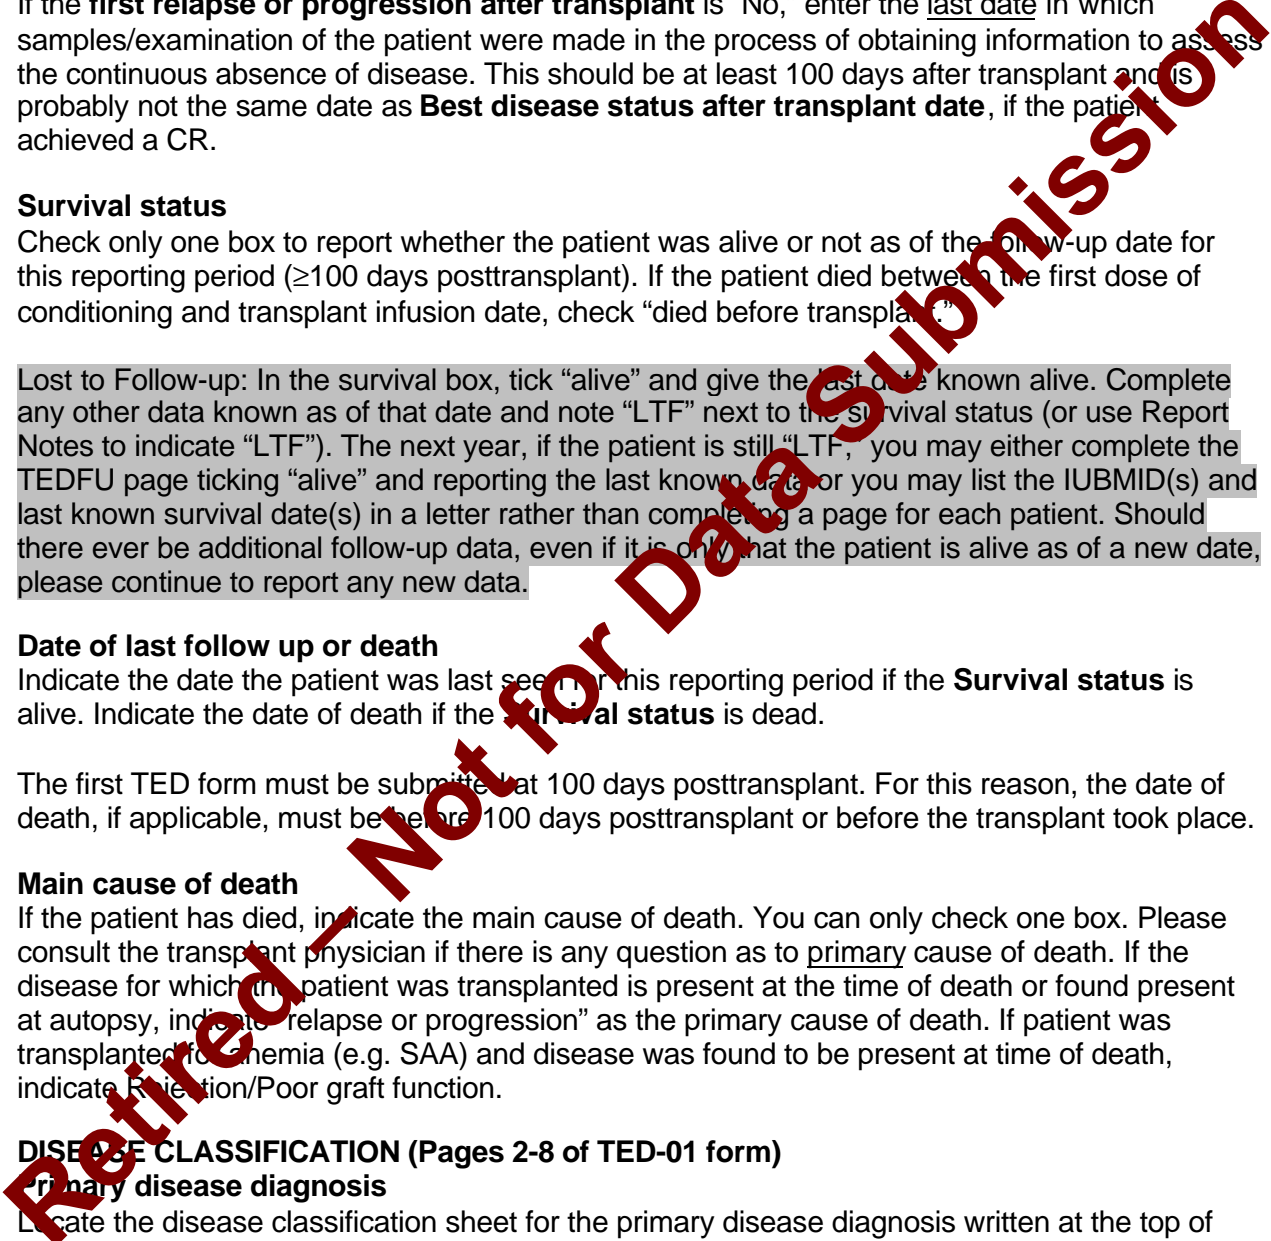 If the first relapse or progression after transplant is “No,” enter the last date in which
samples/examination of the patient were made in the process of obtaining information to assess
the continuous absence of disease. This should be at least 100 days after transplant and is
probably not the same date as Best disease status after transplant date, if the patient
achieved a CR.
Survival status
Check only one box to report whether the patient was alive or not as of the follow-up date for
this reporting period (≥100 days posttransplant). If the patient died between the first dose of
conditioning and transplant infusion date, check “died before transplant.”
Lost to Follow-up: In the survival box, tick “alive” and give the last date known alive. Complete
any other data known as of that date and note “LTF” next to the survival status (or use Report
Notes to indicate “LTF”). The next year, if the patient is still “LTF,” you may either complete the
TEDFU page ticking “alive” and reporting the last known data or you may list the IUBMID(s) and
last known survival date(s) in a letter rather than completing a page for each patient. Should
there ever be additional follow-up data, even if it is only that the patient is alive as of a new date,
please continue to report any new data.
Date of last follow up or death
Indicate the date the patient was last seen for this reporting period if the Survival status is
alive. Indicate the date of death if the Survival status is dead.
The first TED form must be submitted at 100 days posttransplant. For this reason, the date of
death, if applicable, must be before 100 days posttransplant or before the transplant took place.
Main cause of death
If the patient has died, indicate the main cause of death. You can only check one box. Please
consult the transplant physician if there is any question as to primary cause of death. If the
disease for which the patient was transplanted is present at the time of death or found present
at autopsy, indicate “relapse or progression” as the primary cause of death. If patient was
transplanted for anemia (e.g. SAA) and disease was found to be present at time of death,
indicate Rejection/Poor graft function.
DISEASE CLASSIFICATION (Pages 2-8 of TED-01 form)
Primary disease diagnosis
Locate the disease classification sheet for the primary disease diagnosis written at the top of
Retired – Not for Data Submission